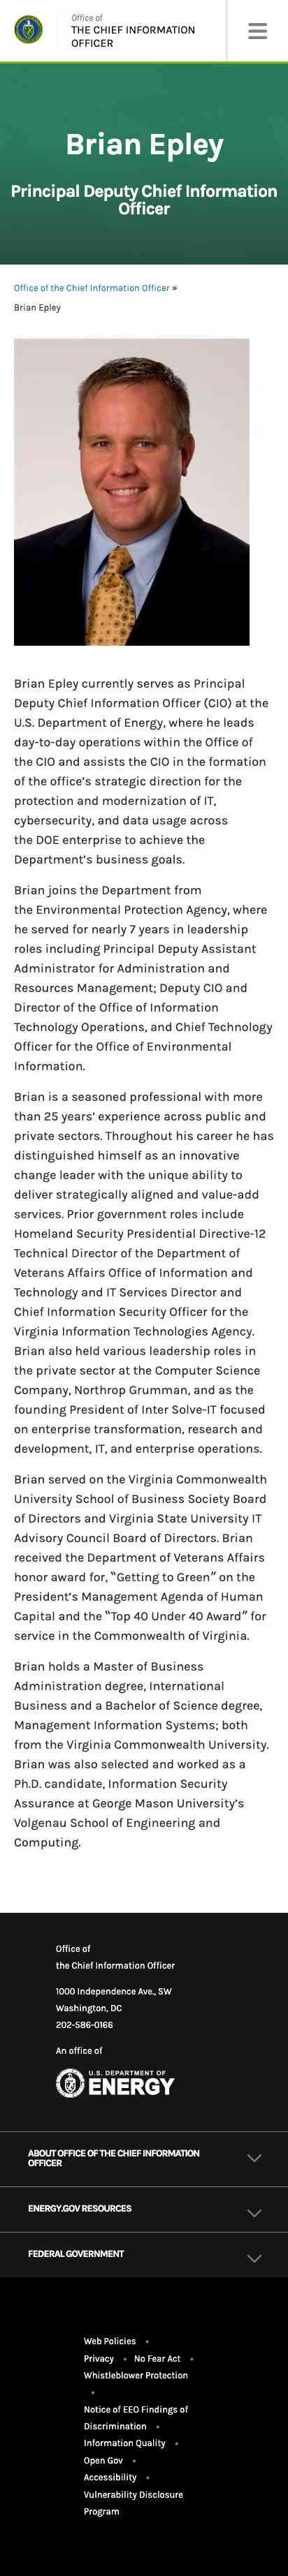 Office of
THE CHIEF INFORMATION
OFFICER
Brian Epley
Principal Deputy Chief Information
Officer
Office of the Chief Information Officer »
Brian Epley
Brian Epley currently serves as Principal
Deputy Chief Information Officer (CIO) at the
U.S. Department of Energy, where he leads
day-to-day operations within the Office of
the CIO and assists the CIO in the formation
of the office’s strategic direction for the
protection and modernization of IT,
cybersecurity, and data usage across
the DOE enterprise to achieve the
Department’s business goals.
Brian joins the Department from
the Environmental Protection Agency, where
he served for nearly 7 years in leadership
roles including Principal Deputy Assistant
Administrator for Administration and
Resources Management; Deputy CIO and
Director of the Office of Information
Technology Operations, and Chief Technology
Officer for the Office of Environmental
Information.
Brian is a seasoned professional with more
than 25 years’ experience across public and
private sectors. Throughout his career he has
distinguished himself as an innovative
change leader with the unique ability to
deliver strategically aligned and value-add
services. Prior government roles include
Homeland Security Presidential Directive-12
Technical Director of the Department of
Veterans Affairs Office of Information and
Technology and IT Services Director and
Chief Information Security Officer for the
Virginia Information Technologies Agency.
Brian also held various leadership roles in
the private sector at the Computer Science
Company, Northrop Grumman, and as the
founding President of Inter Solve-IT focused
on enterprise transformation, research and
development, IT, and enterprise operations.
Brian served on the Virginia Commonwealth
University School of Business Society Board
of Directors and Virginia State University IT
Advisory Council Board of Directors. Brian
received the Department of Veterans Affairs
honor award for, “Getting to Green” on the
President’s Management Agenda of Human
Capital and the “Top 40 Under 40 Award” for
service in the Commonwealth of Virginia.
Brian holds a Master of Business
Administration degree, International
Business and a Bachelor of Science degree,
Management Information Systems; both
from the Virginia Commonwealth University.
Brian was also selected and worked as a
Ph.D. candidate, Information Security
Assurance at George Mason University’s
Volgenau School of Engineering and
Computing.
Office of
the Chief Information Officer
1000 Independence Ave., SW
Washington, DC
202-586-0166
An office of
U.S. DEPARTMENT OF
ENERGY
ABOUT OFFICE OF THE CHIEF INFORMATION
OFFICER
ENERGY.GOV RESOURCES
FEDERAL GOVERNMENT
Web Policies •
Privacy • No Fear Act •
Whistleblower Protection
•
Notice of EEO Findings of
Discrimination •
Information Quality •
Open Gov •
Accessibility •
Vulnerability Disclosure
Program